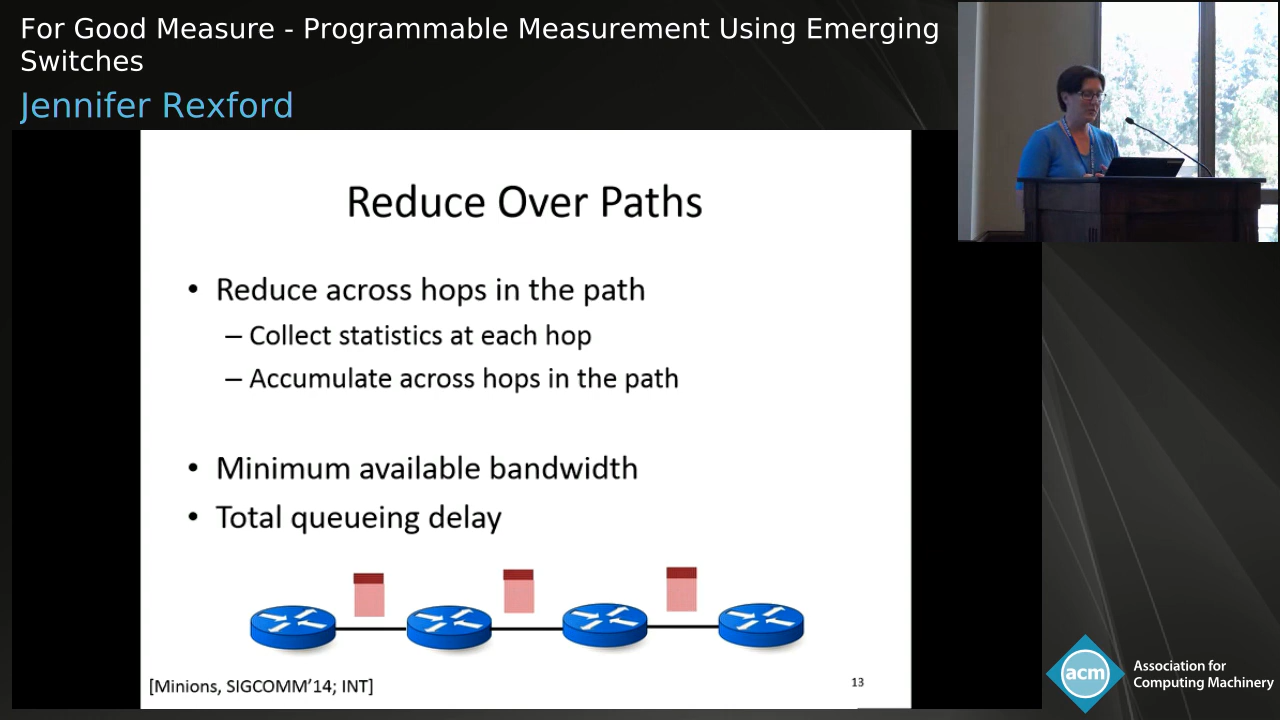 For Good Measure - Programmable Measurement Using Emerging
Switches
Jennifer Rexford
Reduce Over Paths
• Reduce across hops in the path
– Collect statistics at each hop
– Accumulate across hops in the path
• Minimum available bandwidth
• Total queueing delay
[Minions, SIGCOMM’14; INT]
13
acm
Association for
Computing Machinery